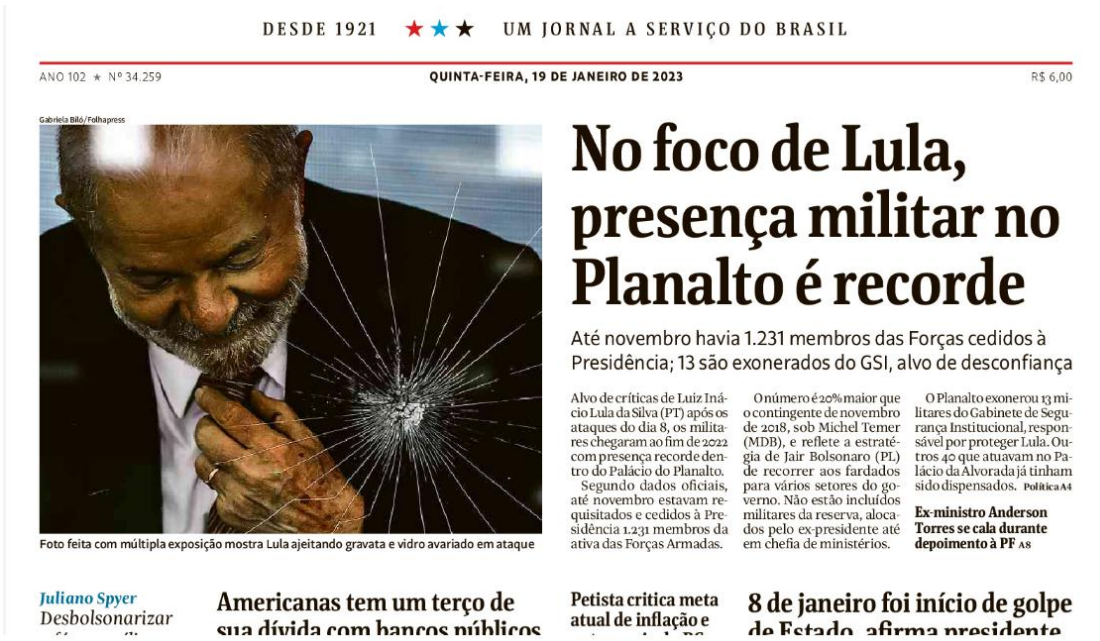 DESDE 1921 ★★★ UM JORNAL A SERVIÇO DO BRASIL
ANO 102 ★ Nº 34.259
QUINTA-FEIRA, 19 DE JANEIRO DE 2023
R$ 6,00
Gabriela Biló/Folhapress
Foto feita com múltipla exposição mostra Lula ajeitando gravata e vidro avariado em ataque
No foco de Lula,
presença militar no
Planalto é recorde
Até novembro havia 1.231 membros das Forças cedidos à
Presidência; 13 são exonerados do GSI, alvo de desconfiança
Alvo de críticas de Luiz Iná-
cio Lula da Silva (PT) após os
ataques do dia 8, os milita-
res chegaram ao fim de 2022
com presença recorde den-
tro do Palácio do Planalto.
Segundo dados oficiais,
até novembro estavam re-
quisitados e cedidos à Pre-
sidência 1.231 membros da
ativa das Forças Armadas.
O número é 20% maior que
o contingente de novembro
de 2018, sob Michel Temer
(MDB), e reflete a estraté-
gia de Jair Bolsonaro (PL)
de recorrer aos fardados
para vários setores do go-
verno. Não estão incluídos
militares da reserva, aloca-
dos pelo ex-presidente até
em chefia de ministérios.
O Planalto exonerou 13 mi-
litares do Gabinete de Segu-
rança Institucional, respon-
sável por proteger Lula. Ou-
tros 40 que atuavam no Pa-
lácio da Alvorada já tinham
sido dispensados. Política A4
Ex-ministro Anderson
Torres se cala durante
depoimento à PF A8
Juliano Spyer
Desbolsonarizar
Americanas tem um terço de
sua dívida com bancos públicos
Petista critica meta
atual de inflação e
8 de janeiro foi início de golpe
de Estado, afirma presidente